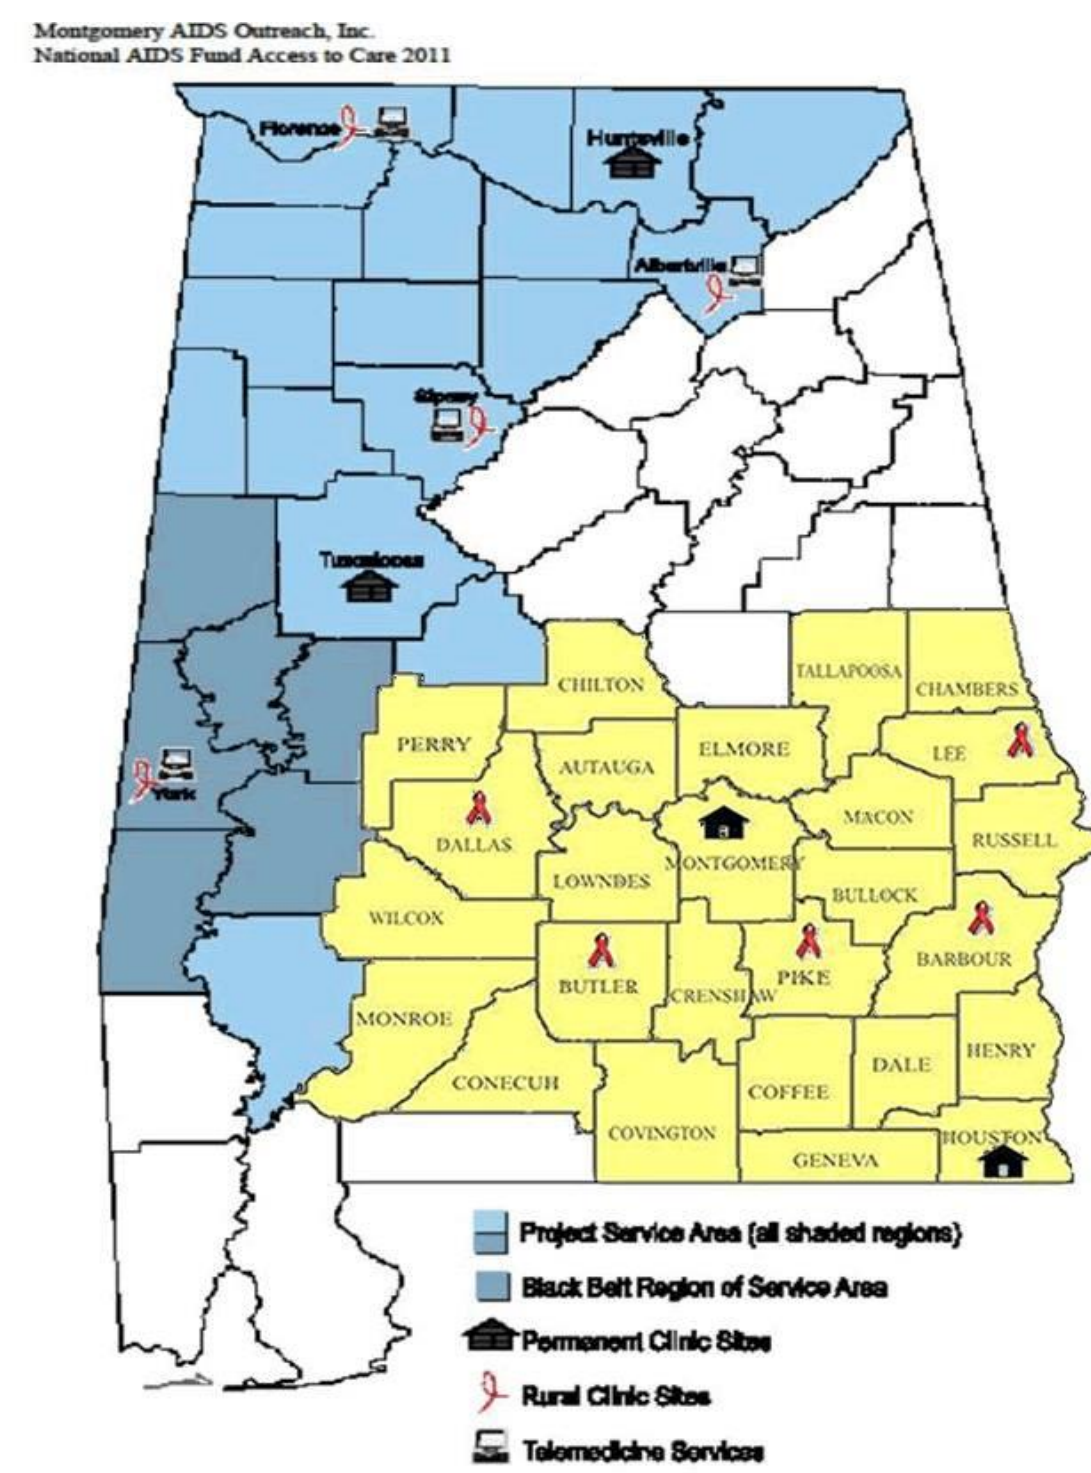 Montgomery AIDS Outreach, Inc.
National AIDS Fund Access to Care 2011
Florence
Huntsville
Albertville
Sipsey
Tuscaloosa
TALLAPOOSA
CHILTON
CHAMBERS
PERRY
ELMORE
LEE
AUTAUGA
York
MACON
DALLAS
RUSSELL
MONTGOMERY
LOWNDES
BULLOCK
WILCOX
BARBOUR
PIKE
BUTLER
CRENSHAW
MONROE
HENRY
DALE
CONECUH
COFFEE
COVINGTON
HOUSTON
GENEVA
Project Service Area (all shaded regions)
Black Belt Region of Service Area
Permanent Clinic Sites
Rural Clinic Sites
Telemedicine Services